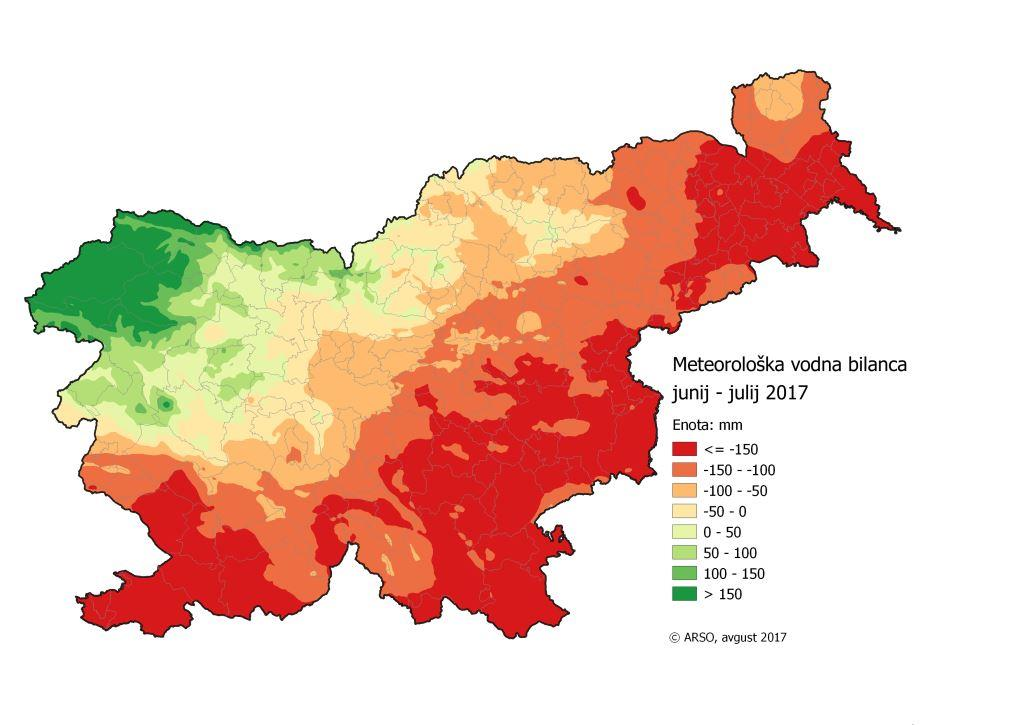 Meteorološka vodna bilanca
junij - julij 2017
Enota: mm
<= -150
-150 - -100
-100 - -50
-50 - 0
0 - 50
50 - 100
100 - 150
> 150
© ARSO, avgust 2017